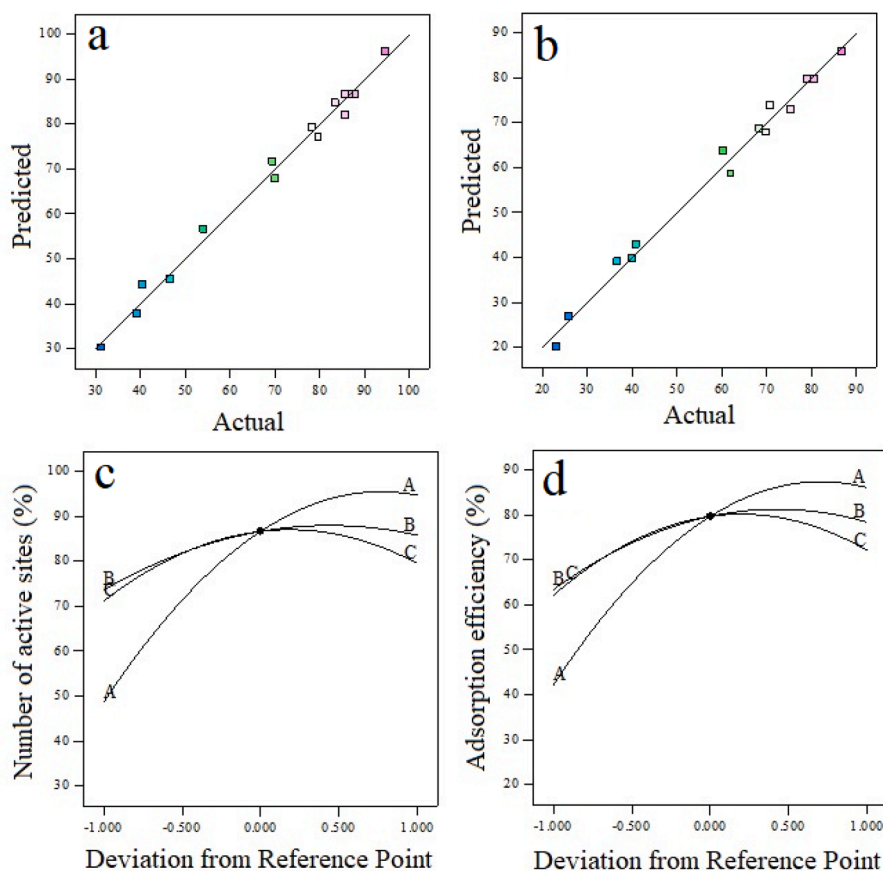 a
100
90
80
70
60
50
40
30
Predicted
30 40 50 60 70 80 90 100
Actual
b
90
80
70
60
50
40
30
20
Predicted
20 30 40 50 60 70 80 90
Actual
c
100
90
80
70
60
50
40
30
Number of active sites (%)
A
B
C
B
C
A
-1.000 -0.500 0.000 0.500 1.000
Deviation from Reference Point
d
90
80
70
60
50
40
30
20
Adsorption efficiency (%)
A
B
C
B C
A
-1.000 -0.500 0.000 0.500 1.000
Deviation from Reference Point